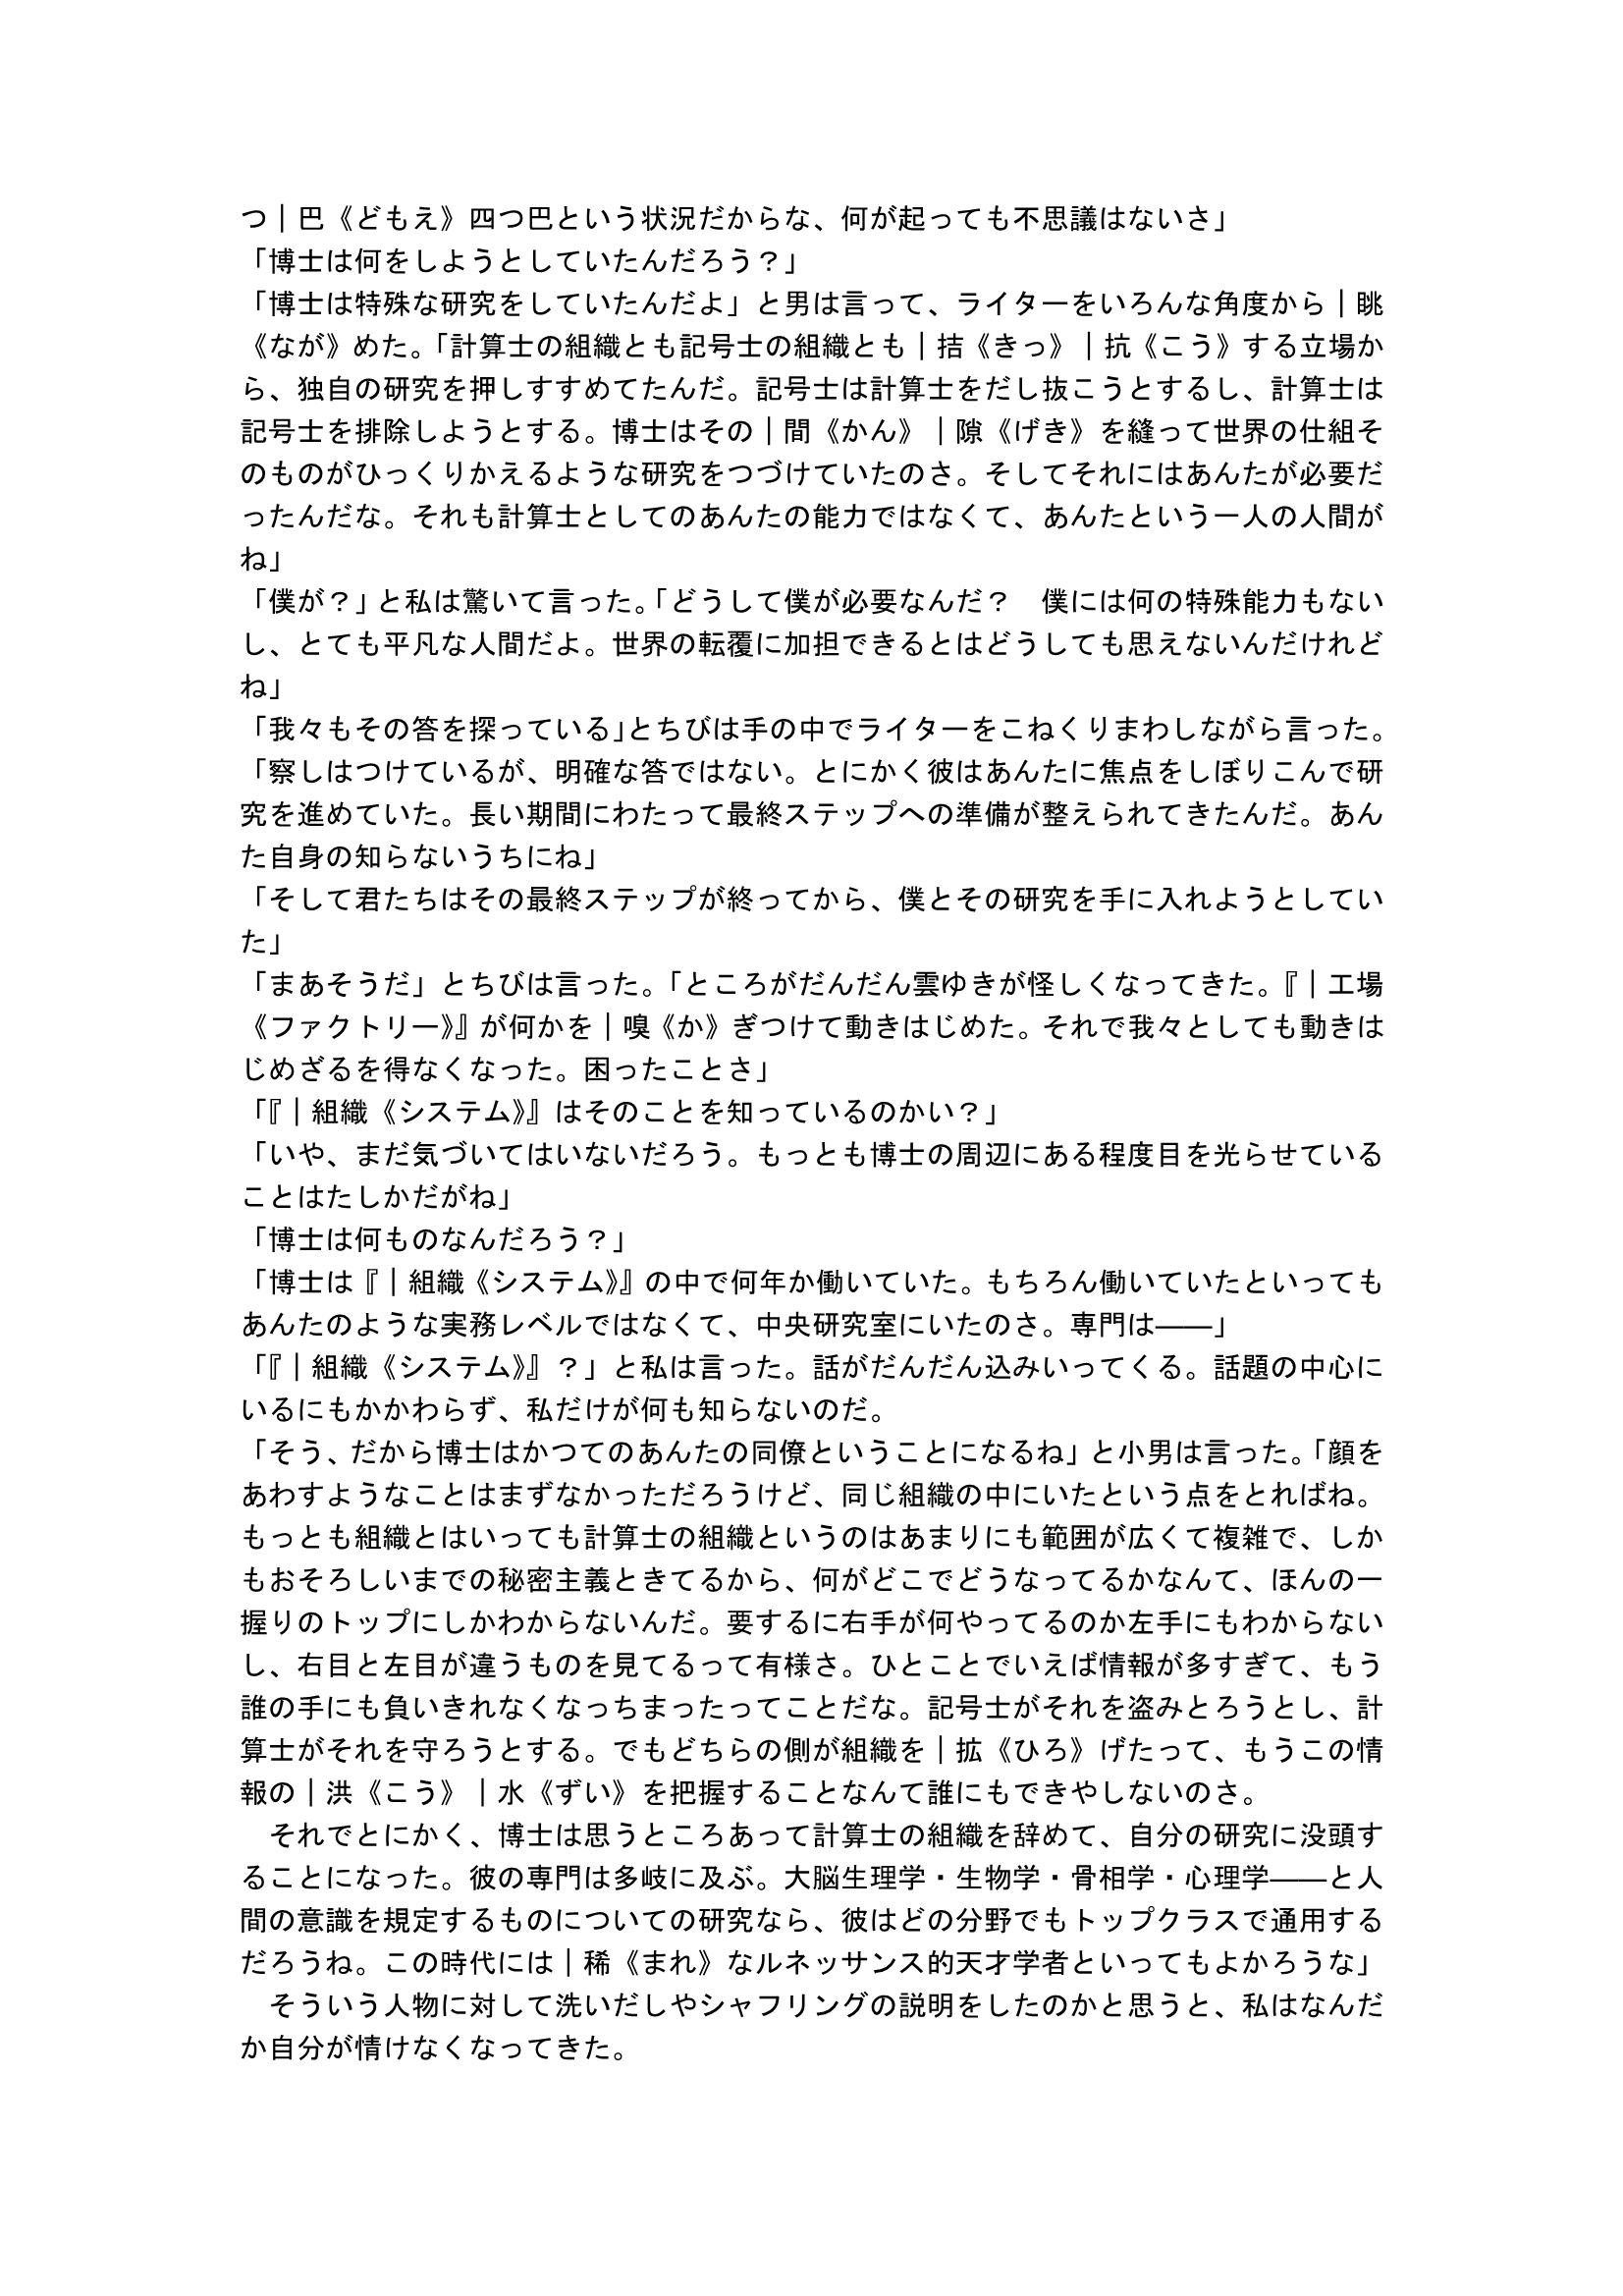 つ｜巴《どもえ》四つ巴という状況だからな、何が起っても不思議はないさ」
「博士は何をしようとしていたんだろう？」
「博士は特殊な研究をしていたんだよ」と男は言って、ライターをいろんな角度から｜眺
《なが》めた。「計算士の組織とも記号士の組織とも｜拮《きっ》｜抗《こう》する立場か
ら、独自の研究を押しすすめてたんだ。記号士は計算士をだし抜こうとするし、計算士は
記号士を排除しようとする。博士はその｜間《かん》｜隙《げき》を縫って世界の仕組そ
のものがひっくりかえるような研究をつづけていたのさ。そしてそれにはあんたが必要だ
ったんだな。それも計算士としてのあんたの能力ではなくて、あんたという一人の人間が
ね」
「僕が？」と私は驚いて言った。「どうして僕が必要なんだ？　僕には何の特殊能力もない
し、とても平凡な人間だよ。世界の転覆に加担できるとはどうしても思えないんだけれど
ね」
「我々もその答を探っている」とちびは手の中でライターをこねくりまわしながら言った。
「察しはつけているが、明確な答ではない。とにかく彼はあんたに焦点をしぼりこんで研
究を進めていた。長い期間にわたって最終ステップへの準備が整えられてきたんだ。あん
た自身の知らないうちにね」
「そして君たちはその最終ステップが終ってから、僕とその研究を手に入れようとしてい
た」
「まあそうだ」とちびは言った。「ところがだんだん雲ゆきが怪しくなってきた。『｜工場
《ファクトリー》』が何かを｜嗅《か》ぎつけて動きはじめた。それで我々としても動きは
じめざるを得なくなった。困ったことさ」
「『｜組織《システム》』はそのことを知っているのかい？」
「いや、まだ気づいてはいないだろう。もっとも博士の周辺にある程度目を光らせている
ことはたしかだがね」
「博士は何ものなんだろう？」
「博士は『｜組織《システム》』の中で何年か働いていた。もちろん働いていたといっても
あんたのような実務レベルではなくて、中央研究室にいたのさ。専門は――」
「『｜組織《システム》』？」と私は言った。話がだんだん込みいってくる。話題の中心に
いるにもかかわらず、私だけが何も知らないのだ。
「そう、だから博士はかつてのあんたの同僚ということになるね」と小男は言った。「顔を
あわすようなことはまずなかっただろうけど、同じ組織の中にいたという点をとればね。
もっとも組織とはいっても計算士の組織というのはあまりにも範囲が広くて複雑で、しか
もおそろしいまでの秘密主義ときてるから、何がどこでどうなってるかなんて、ほんの一
握りのトップにしかわからないんだ。要するに右手が何やってるのか左手にもわからない
し、右目と左目が違うものを見てるって有様さ。ひとことでいえば情報が多すぎて、もう
誰の手にも負いきれなくなっちまったってことだな。記号士がそれを盗みとろうとし、計
算士がそれを守ろうとする。でもどちらの側が組織を｜拡《ひろ》げたって、もうこの情
報の｜洪《こう》｜水《ずい》を把握することなんて誰にもできやしないのさ。
　それでとにかく、博士は思うところあって計算士の組織を辞めて、自分の研究に没頭す
ることになった。彼の専門は多岐に及ぶ。大脳生理学・生物学・骨相学・心理学――と人
間の意識を規定するものについての研究なら、彼はどの分野でもトップクラスで通用する
だろうね。この時代には｜稀《まれ》なルネッサンス的天才学者といってもよかろうな」
　そういう人物に対して洗いだしやシャフリングの説明をしたのかと思うと、私はなんだ
か自分が情けなくなってきた。